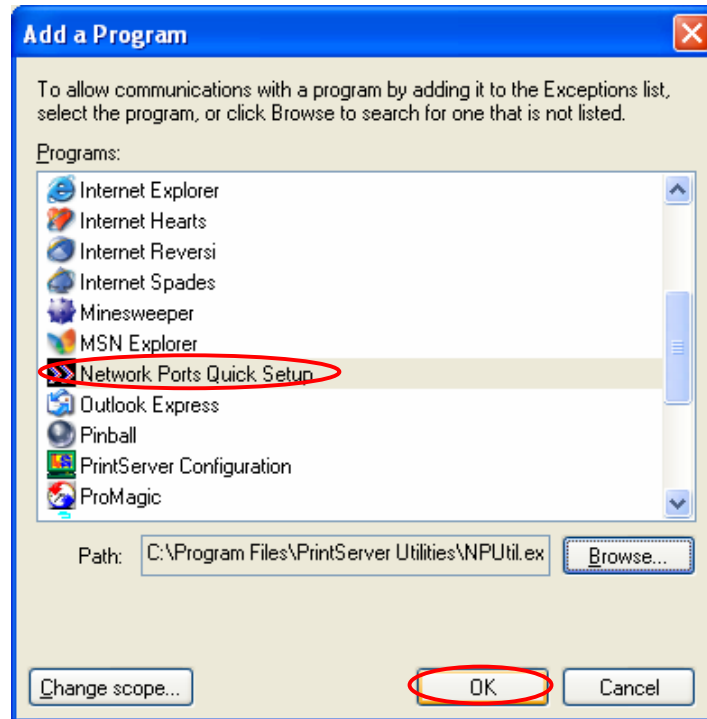 Add a Program
To allow communications with a program by adding it to the Exceptions list,
select the program, or click Browse to search for one that is not listed.
Programs:
Internet Explorer
Internet Hearts
Internet Reversi
Internet Spades
Minesweeper
MSN Explorer
Network Ports Quick Setup
Outlook Express
Pinball
PrintServer Configuration
ProMagic
Path: C:\Program Files\PrintServer Utilities\NPUtil.ex Browse...
Change scope... OK Cancel